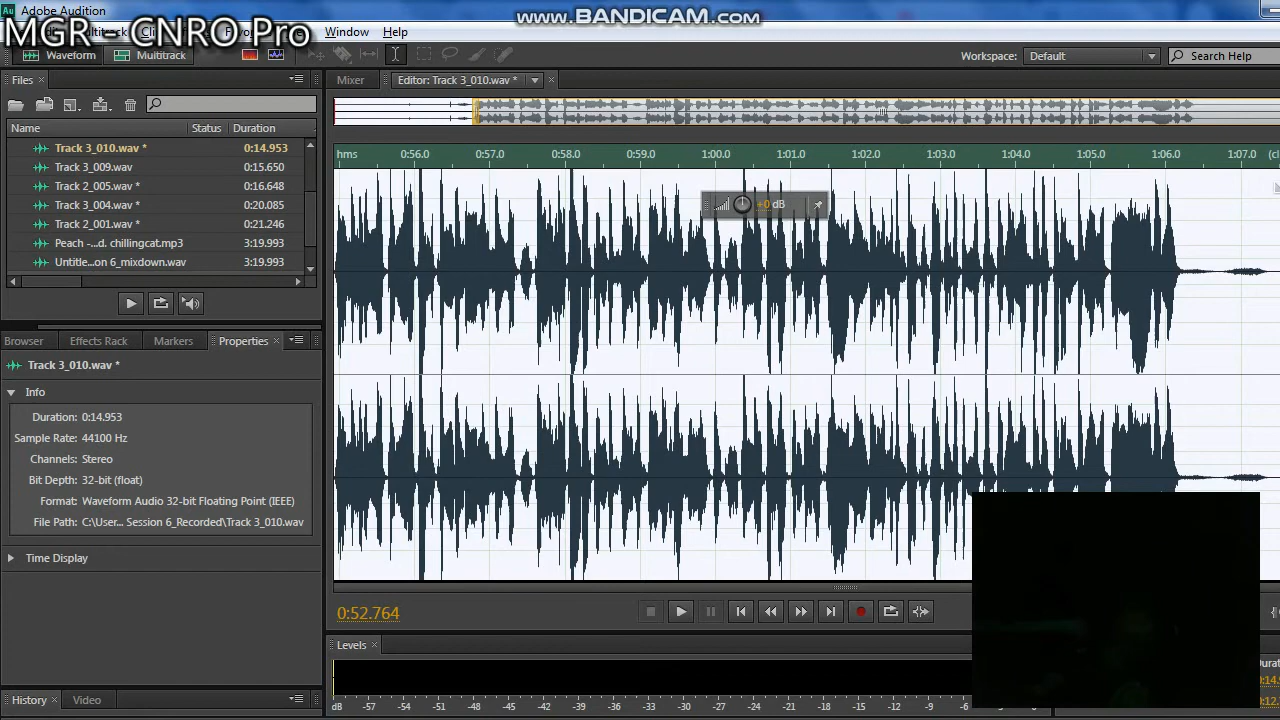 Adobe Audition
www.BANDICAM.com
MGR - CNRO Pro
Window Help
Waveform Multitrack
Workspace: Default Search Help
Files
Mixer Editor: Track 3_010.wav *
Name Status Duration
Track 3_010.wav * 0:14.953
Track 3_009.wav 0:15.650
Track 2_005.wav * 0:16.648
Track 3_004.wav * 0:20.085
Track 2_001.wav * 0:21.246
Peach -...d. chillingcat.mp3 3:19.993
Untitle...on 6_mixdown.wav 3:19.993
hms 0:56.0 0:57.0 0:58.0 0:59.0 1:00.0 1:01.0 1:02.0 1:03.0 1:04.0 1:05.0 1:06.0 1:07.0
+0 dB
Browser Effects Rack Markers Properties
Track 3_010.wav *
Info
Duration: 0:14.953
Sample Rate: 44100 Hz
Channels: Stereo
Bit Depth: 32-bit (float)
Format: Waveform Audio 32-bit Floating Point (IEEE)
File Path: C:\User... Session 6_Recorded\Track 3_010.wav
Time Display
0:52.764
Levels
History Video
dB -57 -54 -51 -48 -45 -42 -39 -36 -33 -30 -27 -24 -21 -18 -15 -12 -9 -6